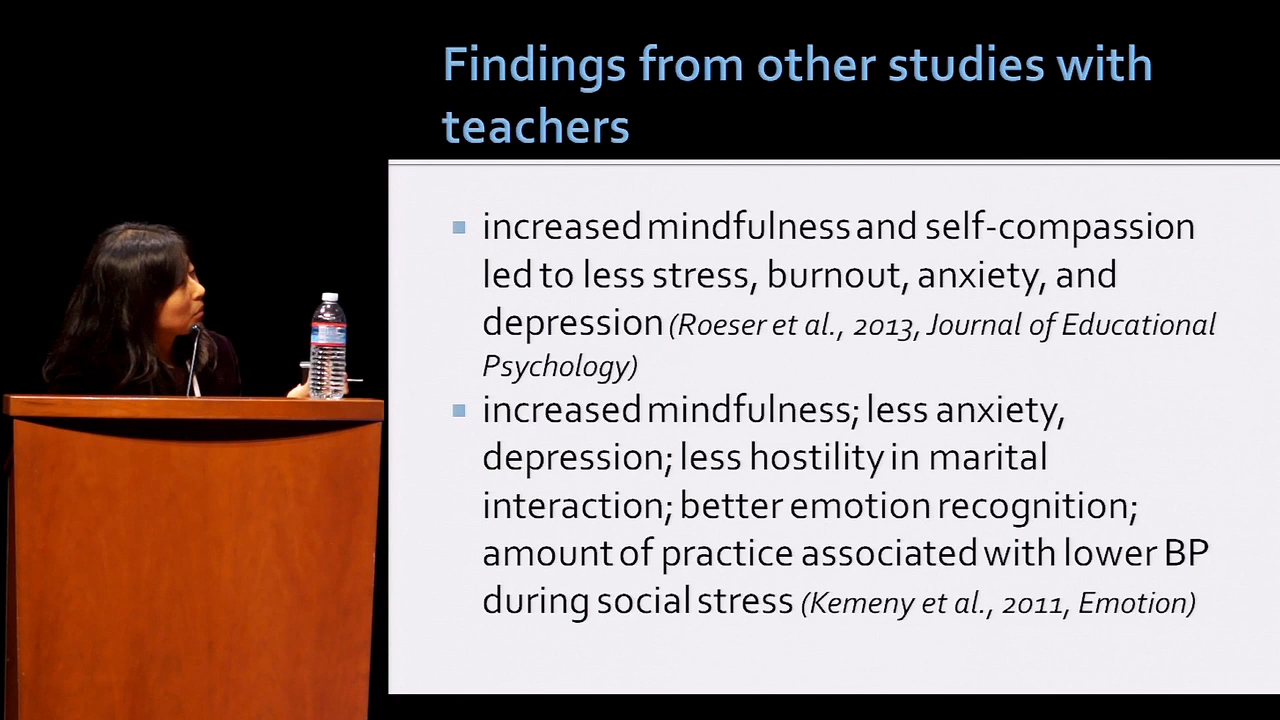 Findings from other studies with
teachers
increased mindfulness and self-compassion
led to less stress, burnout, anxiety, and
depression (Roeser et al., 2013, Journal of Educational
Psychology)
increased mindfulness; less anxiety,
depression; less hostility in marital
interaction; better emotion recognition;
amount of practice associated with lower BP
during social stress (Kemeny et al., 2011, Emotion)